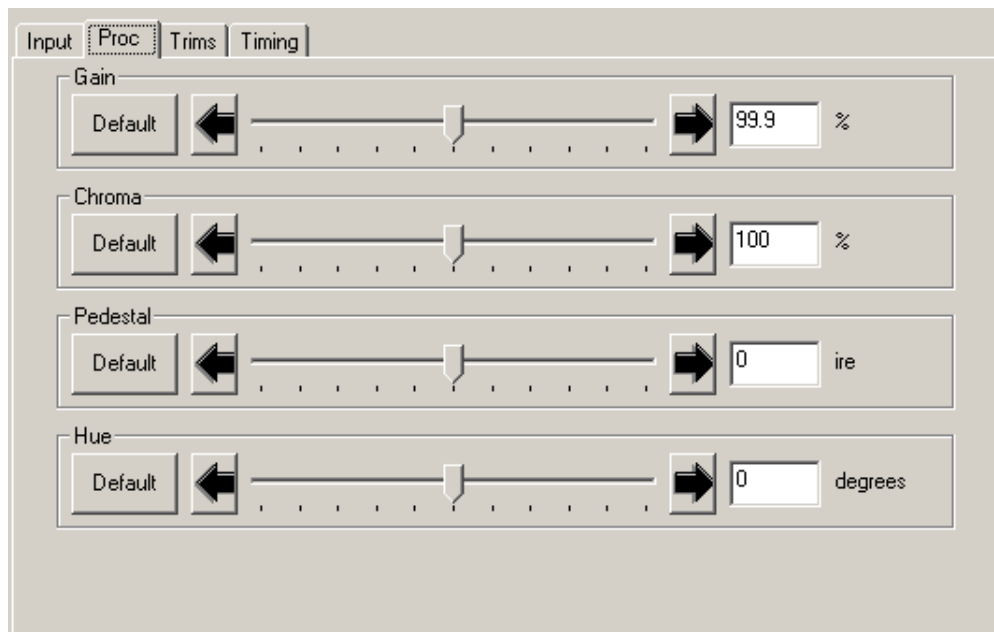 Input Proc Trims Timing
Gain
Default 99.9 %
Chroma
Default 100 %
Pedestal
Default 0 ire
Hue
Default 0 degrees